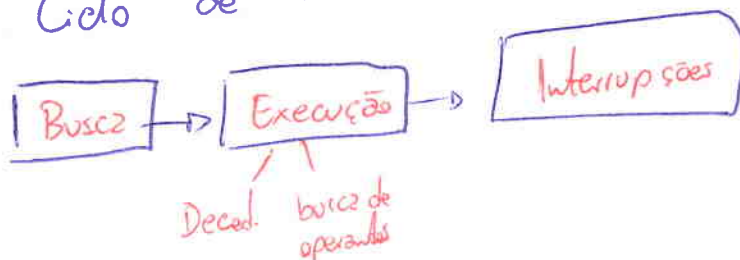 Ciclo de
Busca
Execução
Interrupções
Decod.
busca de
operandos